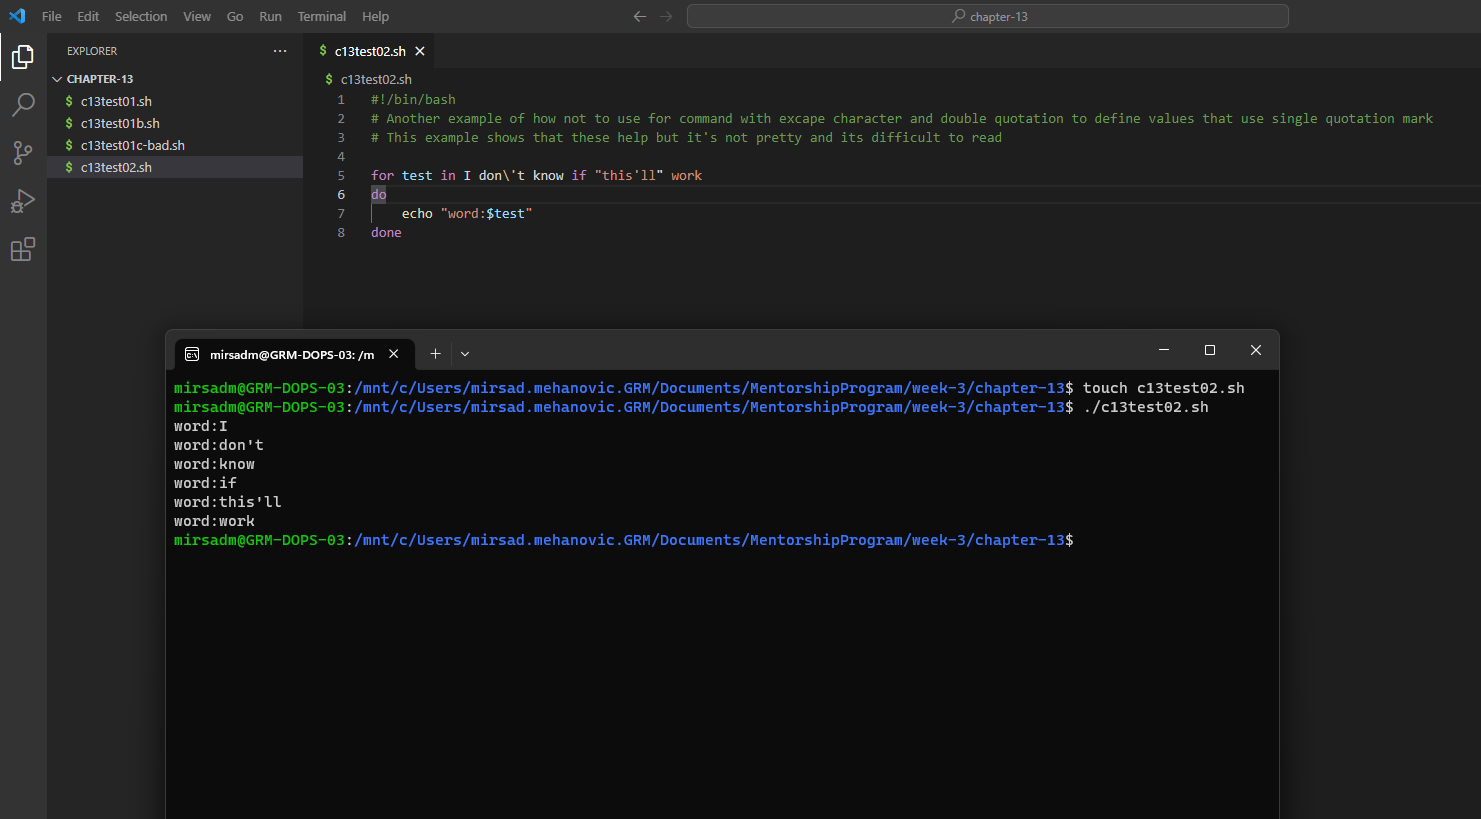 File Edit Selection View Go Run Terminal Help
chapter-13
EXPLORER
CHAPTER-13
$ c13test01.sh
$ c13test01b.sh
$ c13test01c-bad.sh
$ c13test02.sh
$ c13test02.sh
$ c13test02.sh
1 #!/bin/bash
2 # Another example of how not to use for command with excape character and double quotation to define values that use single quotation mark
3 # This example shows that these help but it's not pretty and its difficult to read
4
5 for test in I don\'t know if "this'll" work
6 do
7 echo "word:$test"
8 done
mirsadm@GRM-DOPS-03: /m
mirsadm@GRM-DOPS-03:/mnt/c/Users/mirsad.mehanovic.GRM/Documents/MentorshipProgram/week-3/chapter-13$ touch c13test02.sh
mirsadm@GRM-DOPS-03:/mnt/c/Users/mirsad.mehanovic.GRM/Documents/MentorshipProgram/week-3/chapter-13$ ./c13test02.sh
word:I
word:don't
word:know
word:if
word:this'll
word:work
mirsadm@GRM-DOPS-03:/mnt/c/Users/mirsad.mehanovic.GRM/Documents/MentorshipProgram/week-3/chapter-13$